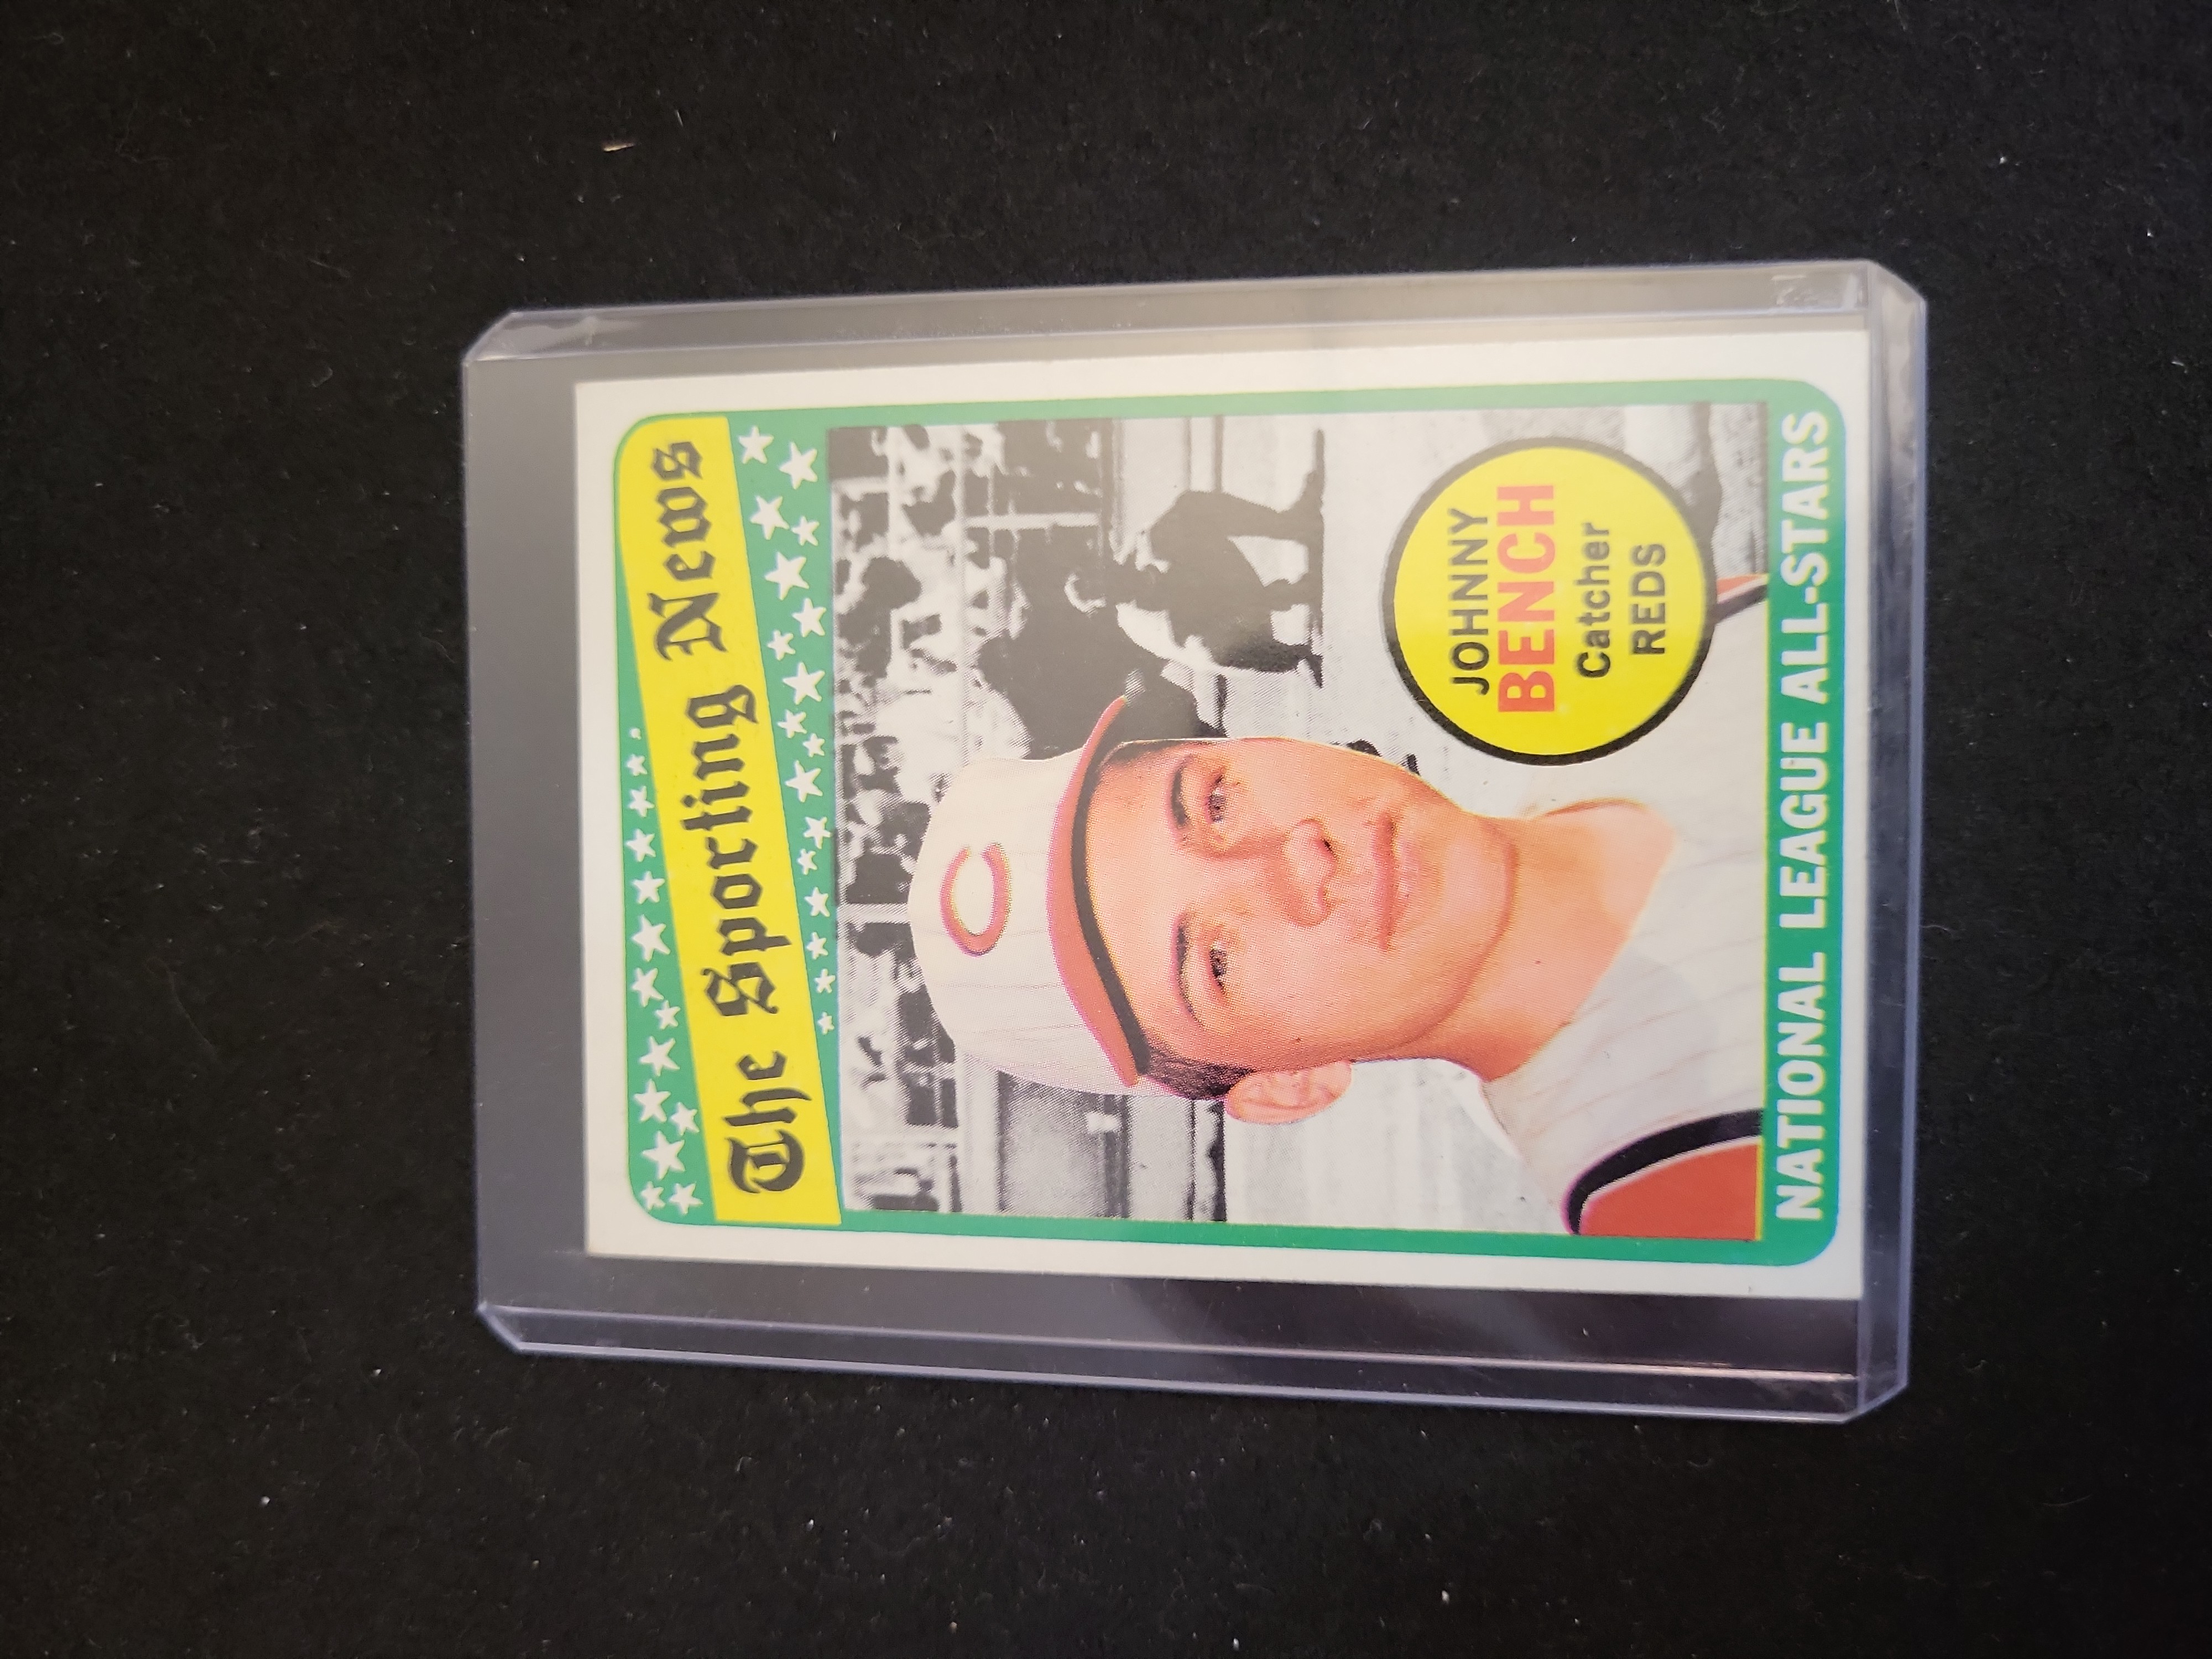 The Sporting News
C
JOHNNY
BENCH
Catcher
REDS
NATIONAL LEAGUE ALL-STARS